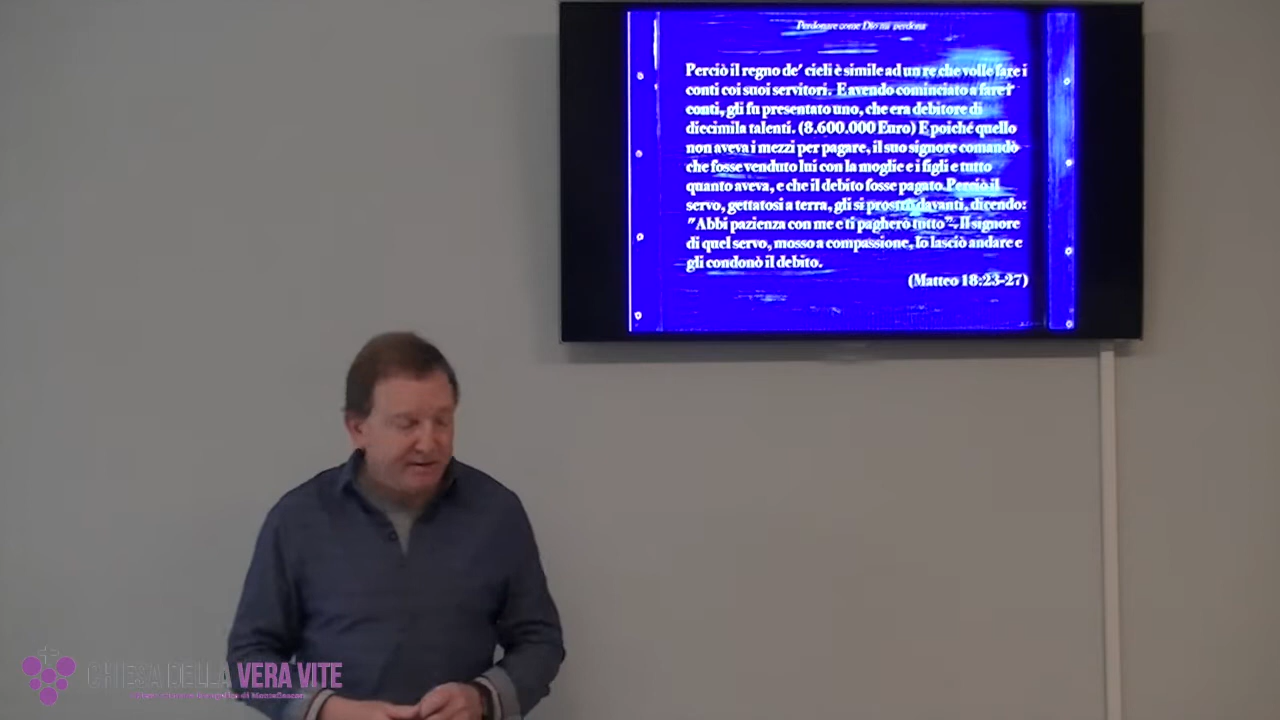 Perdonare come Dio mi perdona
Perciò il regno de' cieli è simile ad un re che volle fare i
conti coi suoi servitori. E avendo cominciato a fare i
conti, gli fu presentato uno, che era debitore di
diecimila talenti. (8.600.000 Euro) E poiché quello
non aveva i mezzi per pagare, il suo signore comandò
che fosse venduto lui con la moglie e i figli e tutto
quanto aveva, e che il debito fosse pagato. Perciò il
servo, gettatosi a terra, gli si prostrò davanti, dicendo:
"Abbi pazienza con me e ti pagherò tutto". Il signore
di quel servo, mosso a compassione, lo lasciò andare e
gli condonò il debito.
(Matteo 18:23-27)
CHIESA DELLA VERA VITE
di Montefiascone